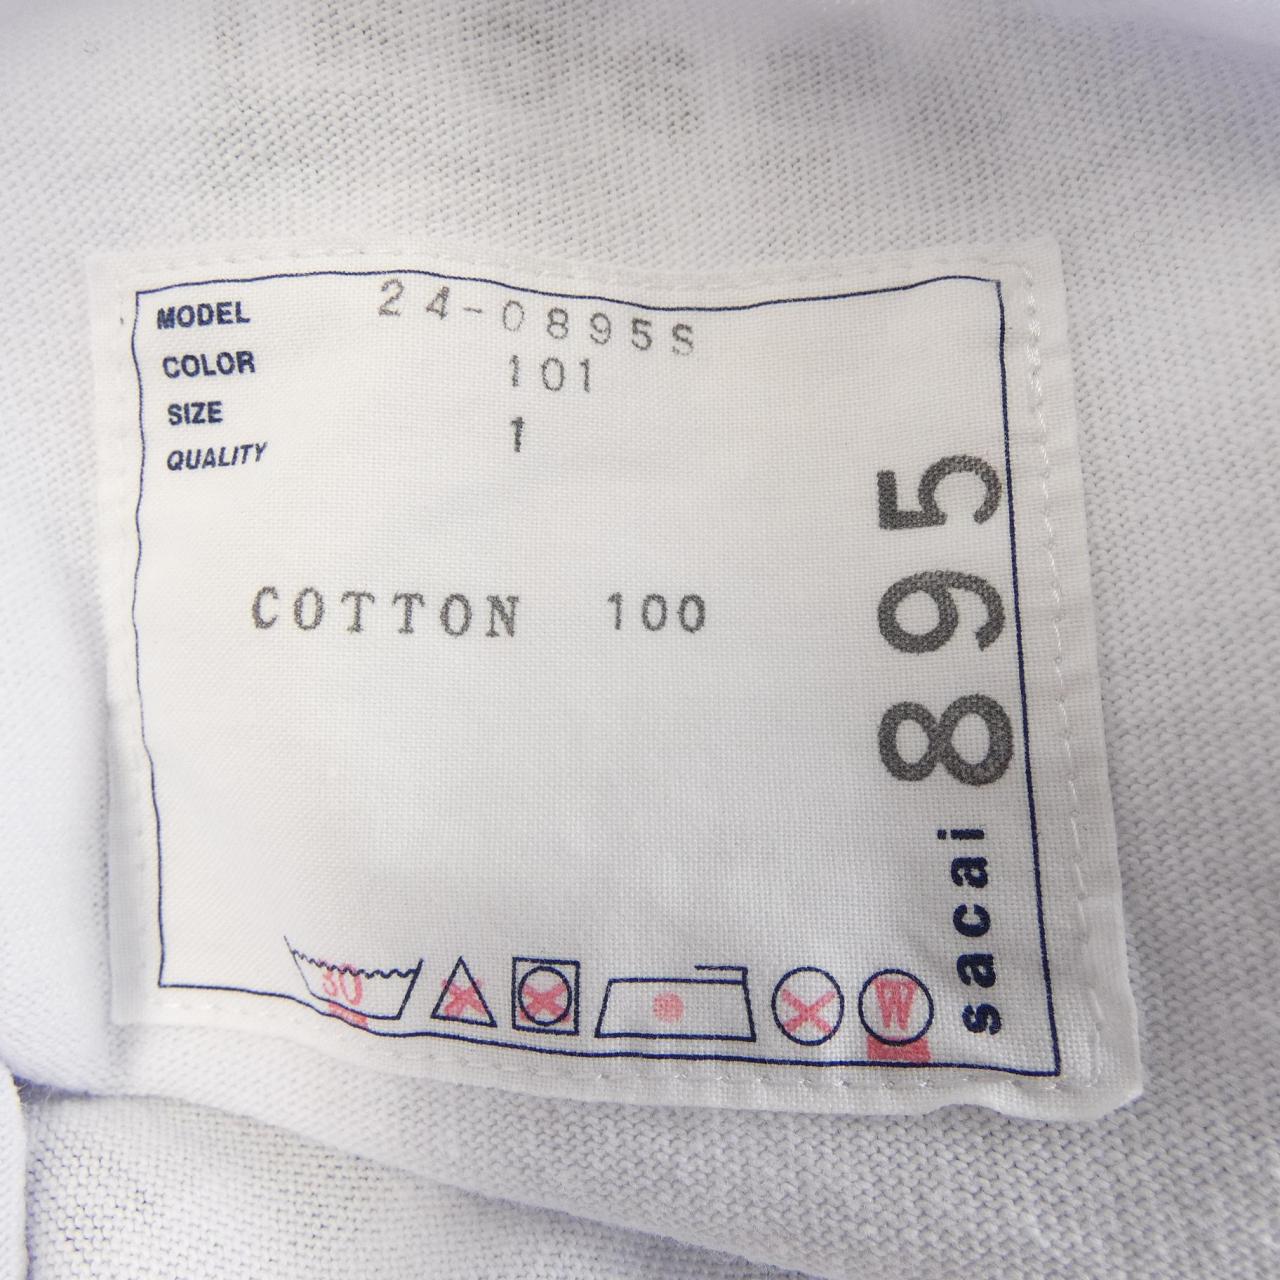 MODEL 24-0895S
COLOR 101
SIZE 1
QUALITY
COTTON 100
sacai 895
30
W